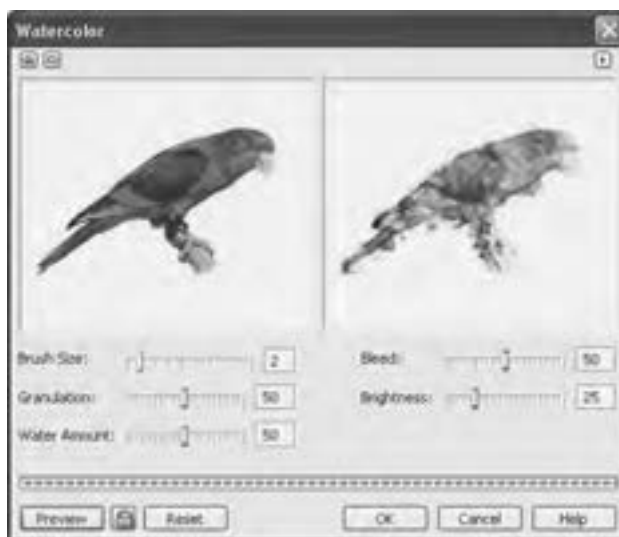 Watercolor
Brush Size: 2
Bleed: 50
Granulation: 50
Brightness: 25
Water Amount: 50
Preview Reset OK Cancel Help